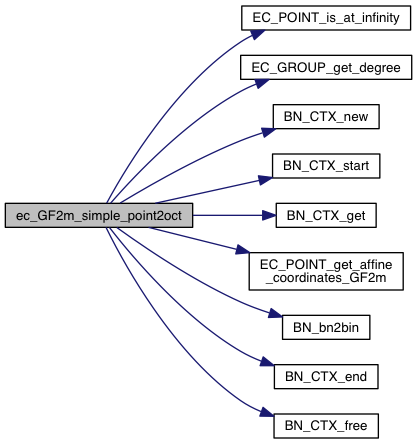 EC_POINT_is_at_infinity
EC_GROUP_get_degree
BN_CTX_new
BN_CTX_start
ec_GF2m_simple_point2oct
BN_CTX_get
EC_POINT_get_affine
_coordinates_GF2m
BN_bn2bin
BN_CTX_end
BN_CTX_free